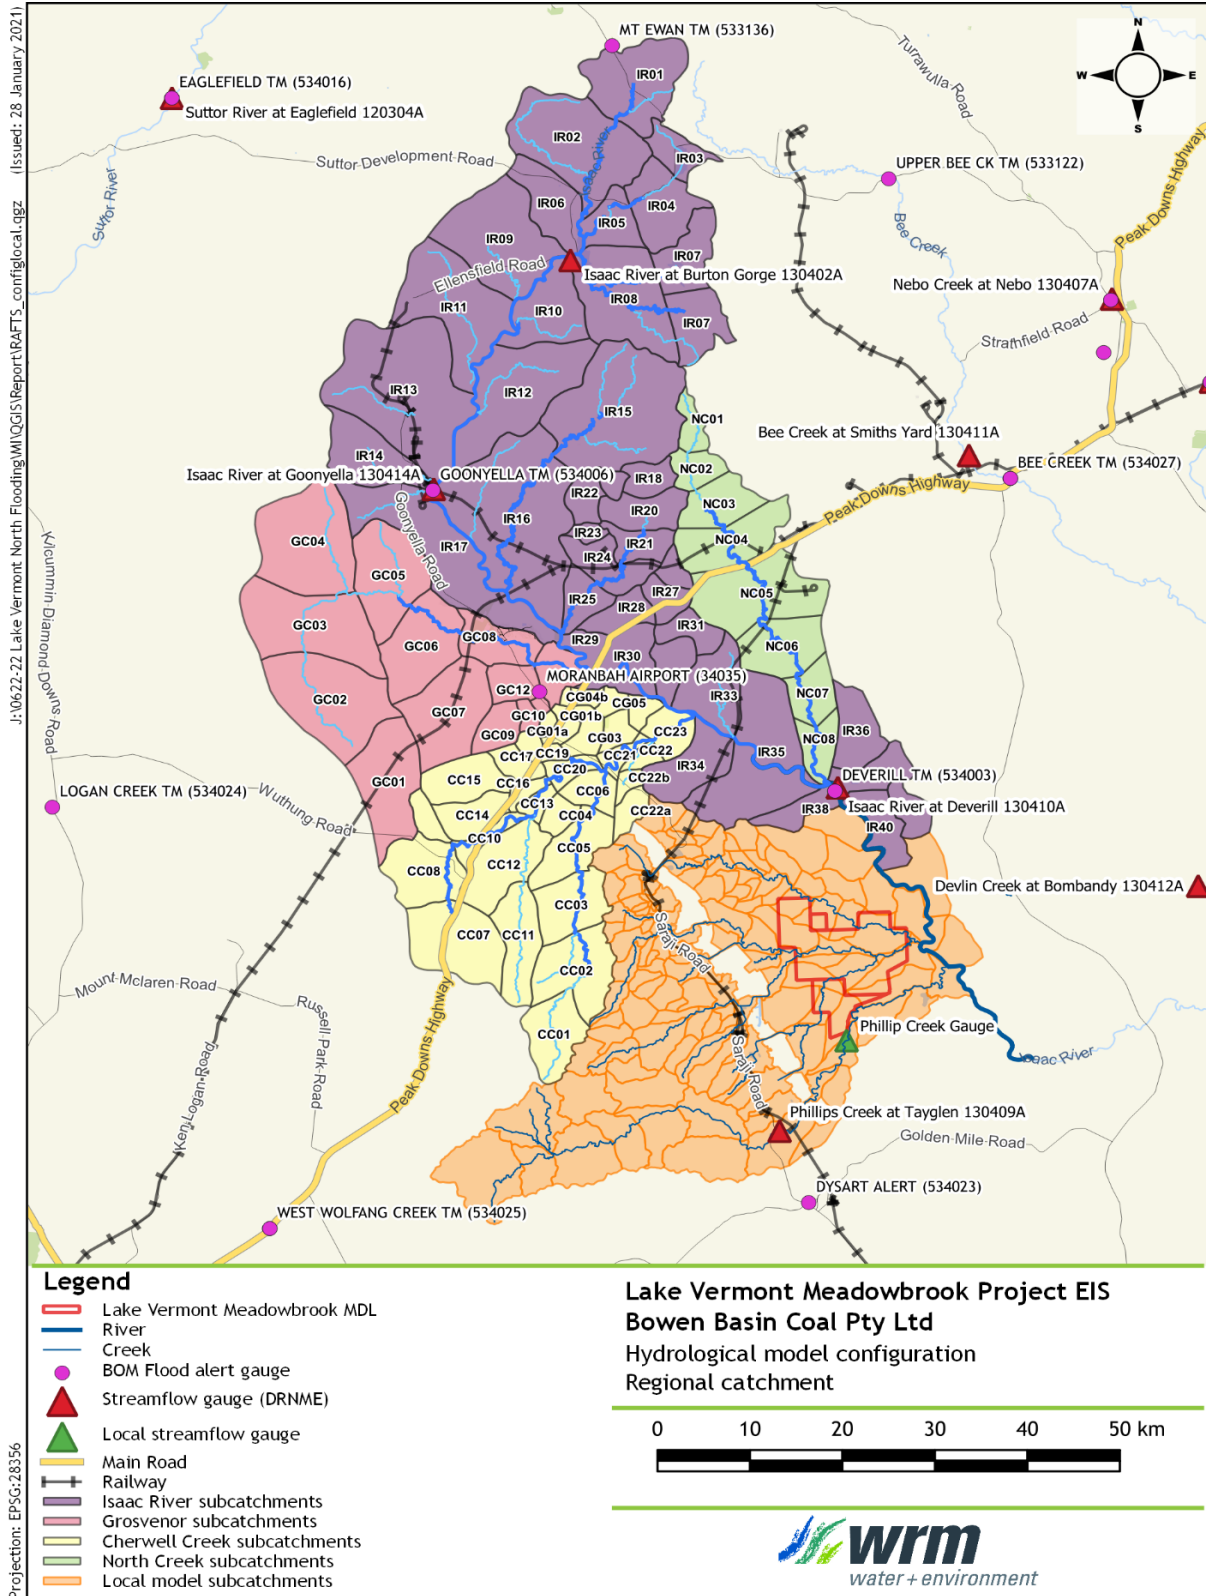 J:\0622-22 Lake Vermont North Flooding\MI\QGIS\Report\RAFTS_configlocal.qgz (Issued: 28 January 2021)
Projection: EPSG:28356
MT EWAN TM (533136)
N
W
E
S
Turrawulla Road
EAGLEFIELD TM (534016)
Suttor River at Eaglefield 120304A
IR01
IR02
Isaac River
Suttor Development Road
IR03
UPPER BEE CK TM (533122)
Peak Downs Highway
Suttor River
IR06
IR04
IR05
Bee Creek
IR09
IR07
Ellensfield Road
Isaac River at Burton Gorge 130402A
Nebo Creek at Nebo 130407A
IR11
IR10
IR08
IR07
Strathfield Road
IR13
IR12
IR15
NC01
Bee Creek at Smiths Yard 130411A
IR14
Isaac River at Goonyella 130414A
GOONYELLA TM (534006)
NC02
BEE CREEK TM (534027)
IR18
IR22
Peak Downs Highway
Goonyella Road
IR16
IR20
NC03
IR23
IR21
NC04
GC04
IR17
IR24
Kilcummin-Diamond Downs Road
GC05
IR25
IR28
IR27
NC05
GC03
GC06
GC08
IR29
IR31
IR30
NC06
MORANBAH AIRPORT (34035)
GC02
GC12
CG04b
CG05
IR33
NC07
GC07
GC10
CG01b
GC09
CG01a
CG03
CC23
IR36
NC08
CC17
CC19
CC21
CC22
IR35
CC20
IR34
GC01
CC15
CC16
CC22b
DEVERILL TM (534003)
LOGAN CREEK TM (534024)
Wuthung Road
CC13
CC06
Isaac River at Deverill 130410A
CC14
CC04
CC22a
IR38
IR40
CC10
CC05
CC08
CC12
Devlin Creek at Bombandy 130412A
CC03
CC07
CC11
Saraji Road
CC02
Mount Mclaren Road
Russell Park Road
Peak Downs Highway
CC01
Phillip Creek Gauge
Isaac River
Ken Logan Road
Saraji Road
Phillips Creek at Tayglen 130409A
Golden Mile Road
DYSART ALERT (534023)
WEST WOLFANG CREEK TM (534025)
Legend
Lake Vermont Meadowbrook MDL
River
Creek
BOM Flood alert gauge
Streamflow gauge (DRNME)
Local streamflow gauge
Main Road
Railway
Isaac River subcatchments
Grosvenor subcatchments
Cherwell Creek subcatchments
North Creek subcatchments
Local model subcatchments
Lake Vermont Meadowbrook Project EIS
Bowen Basin Coal Pty Ltd
Hydrological model configuration
Regional catchment
0 10 20 30 40 50 km
wrm
water + environment